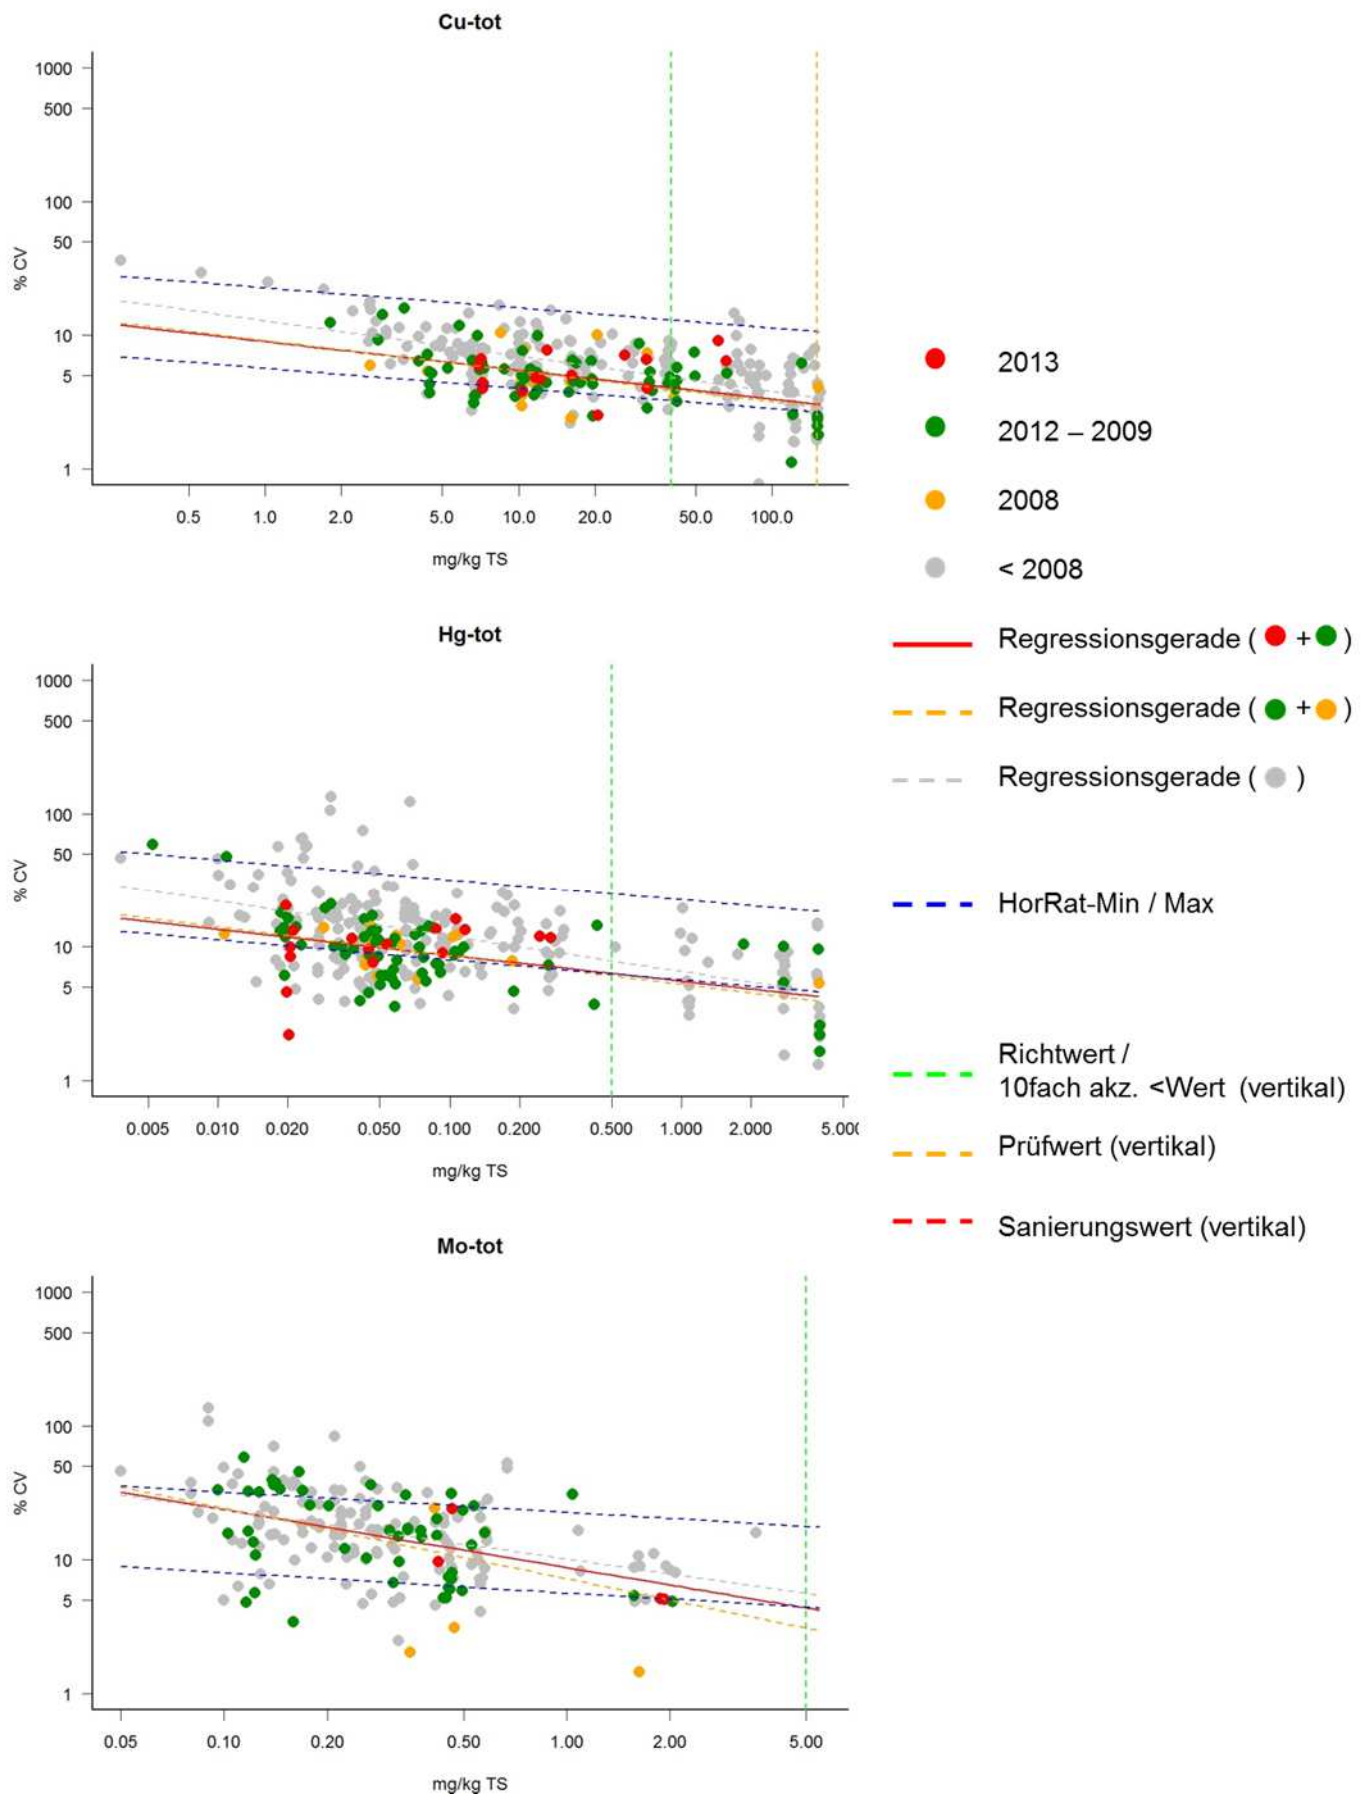 Cu-tot
1000
500
100
50
10
5
1
% CV
0.5 1.0 2.0 5.0 10.0 20.0 50.0 100.0
mg/kg TS
2013
2012 – 2009
2008
< 2008
Regressionsgerade ( + )
Regressionsgerade ( + )
Regressionsgerade ( )
HorRat-Min / Max
Richtwert /
10fach akz. <Wert (vertikal)
Prüfwert (vertikal)
Sanierungswert (vertikal)
Hg-tot
1000
500
100
50
10
5
1
% CV
0.005 0.010 0.020 0.050 0.100 0.200 0.500 1.000 2.000 5.000
mg/kg TS
Mo-tot
1000
500
100
50
10
5
1
% CV
0.05 0.10 0.20 0.50 1.00 2.00 5.00
mg/kg TS